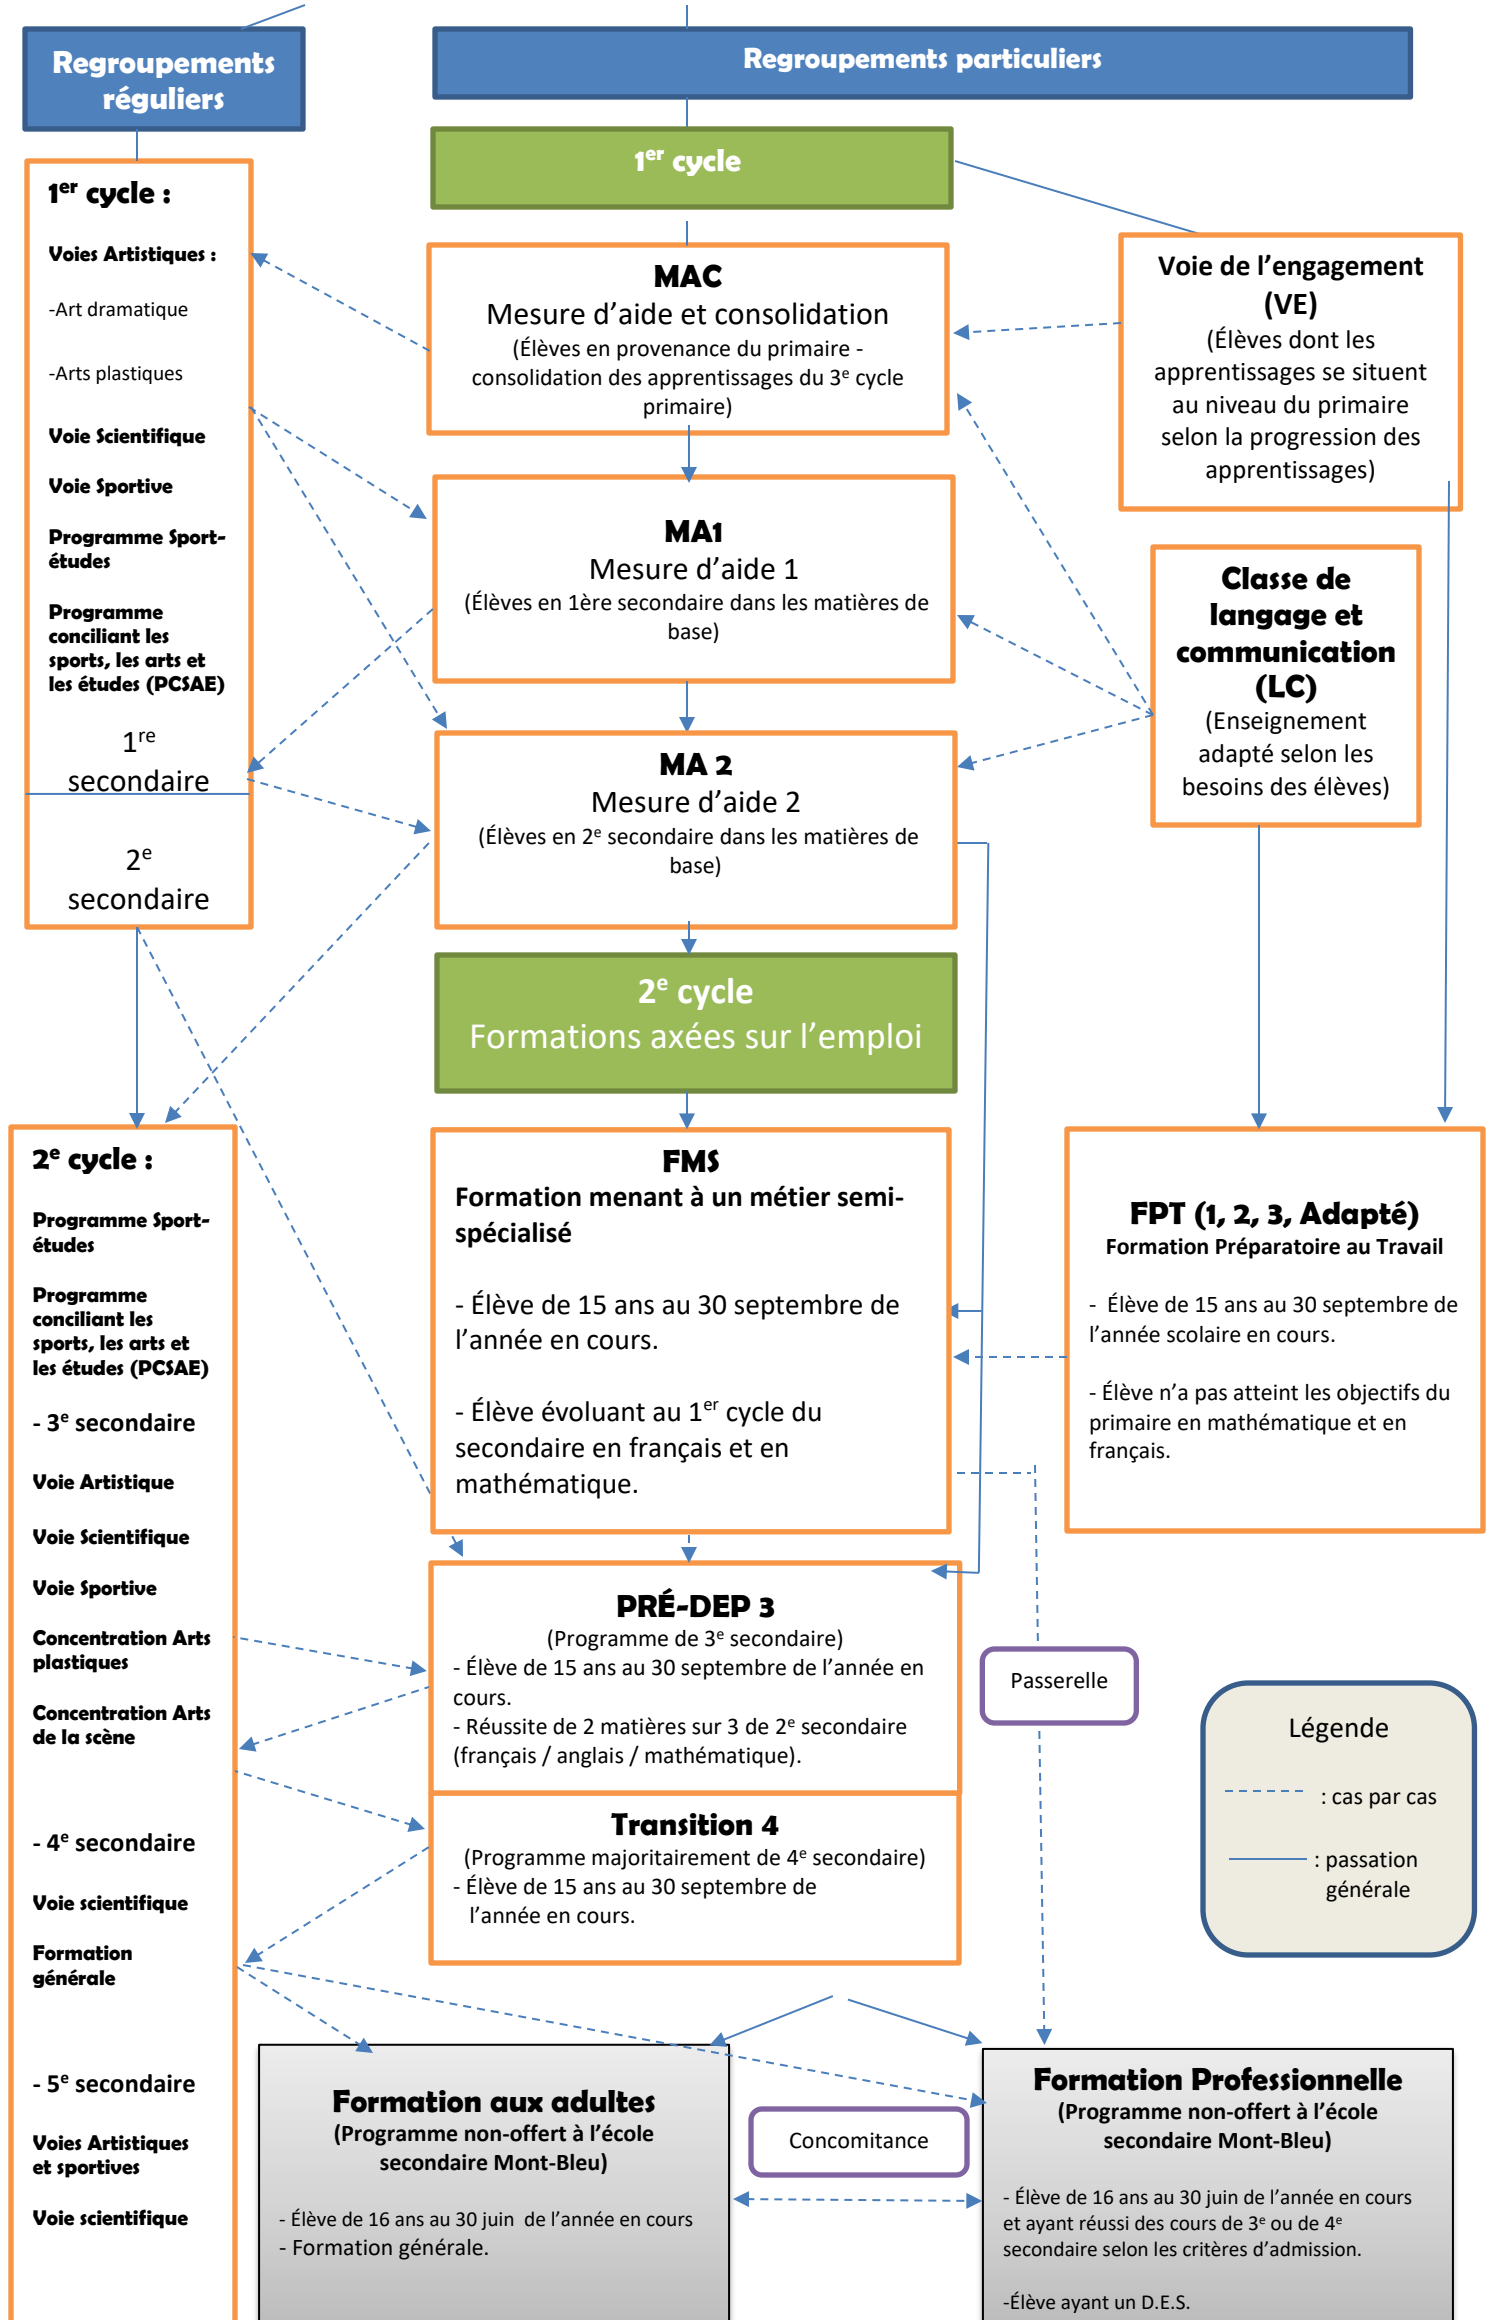 Regroupements
réguliers
Regroupements particuliers
1er cycle
1er cycle :
Voies Artistiques :
-Art dramatique
-Arts plastiques
Voie Scientifique
Voie Sportive
Programme Sport-
études
Programme
conciliant les
sports, les arts et
les études (PCSAE)
1re
secondaire
2e
secondaire
MAC
Mesure d’aide et consolidation
(Élèves en provenance du primaire -
consolidation des apprentissages du 3e cycle
primaire)
Voie de l’engagement
(VE)
(Élèves dont les
apprentissages se situent
au niveau du primaire
selon la progression des
apprentissages)
MA1
Mesure d’aide 1
(Élèves en 1ère secondaire dans les matières de
base)
Classe de
langage et
communication
(LC)
(Enseignement
adapté selon les
besoins des élèves)
MA 2
Mesure d’aide 2
(Élèves en 2e secondaire dans les matières de
base)
2e cycle
Formations axées sur l’emploi
2e cycle :
Programme Sport-
études
Programme
conciliant les
sports, les arts et
les études (PCSAE)
- 3e secondaire
Voie Artistique
Voie Scientifique
Voie Sportive
Concentration Arts
plastiques
Concentration Arts
de la scène
- 4e secondaire
Voie scientifique
Formation
générale
- 5e secondaire
Voies Artistiques
et sportives
Voie scientifique
FMS
Formation menant à un métier semi-
spécialisé
- Élève de 15 ans au 30 septembre de
l’année en cours.
- Élève évoluant au 1er cycle du
secondaire en français et en
mathématique.
FPT (1, 2, 3, Adapté)
Formation Préparatoire au Travail
- Élève de 15 ans au 30 septembre de
l’année scolaire en cours.
- Élève n’a pas atteint les objectifs du
primaire en mathématique et en
français.
PRÉ-DEP 3
(Programme de 3e secondaire)
- Élève de 15 ans au 30 septembre de l’année en
cours.
- Réussite de 2 matières sur 3 de 2e secondaire
(français / anglais / mathématique).
Passerelle
Transition 4
(Programme majoritairement de 4e secondaire)
- Élève de 15 ans au 30 septembre de
l’année en cours.
Légende
: cas par cas
: passation
générale
Formation aux adultes
(Programme non-offert à l’école
secondaire Mont-Bleu)
- Élève de 16 ans au 30 juin de l’année en cours
- Formation générale.
Concomitance
Formation Professionnelle
(Programme non-offert à l’école
secondaire Mont-Bleu)
- Élève de 16 ans au 30 juin de l’année en cours
et ayant réussi des cours de 3e ou de 4e
secondaire selon les critères d’admission.
-Élève ayant un D.E.S.